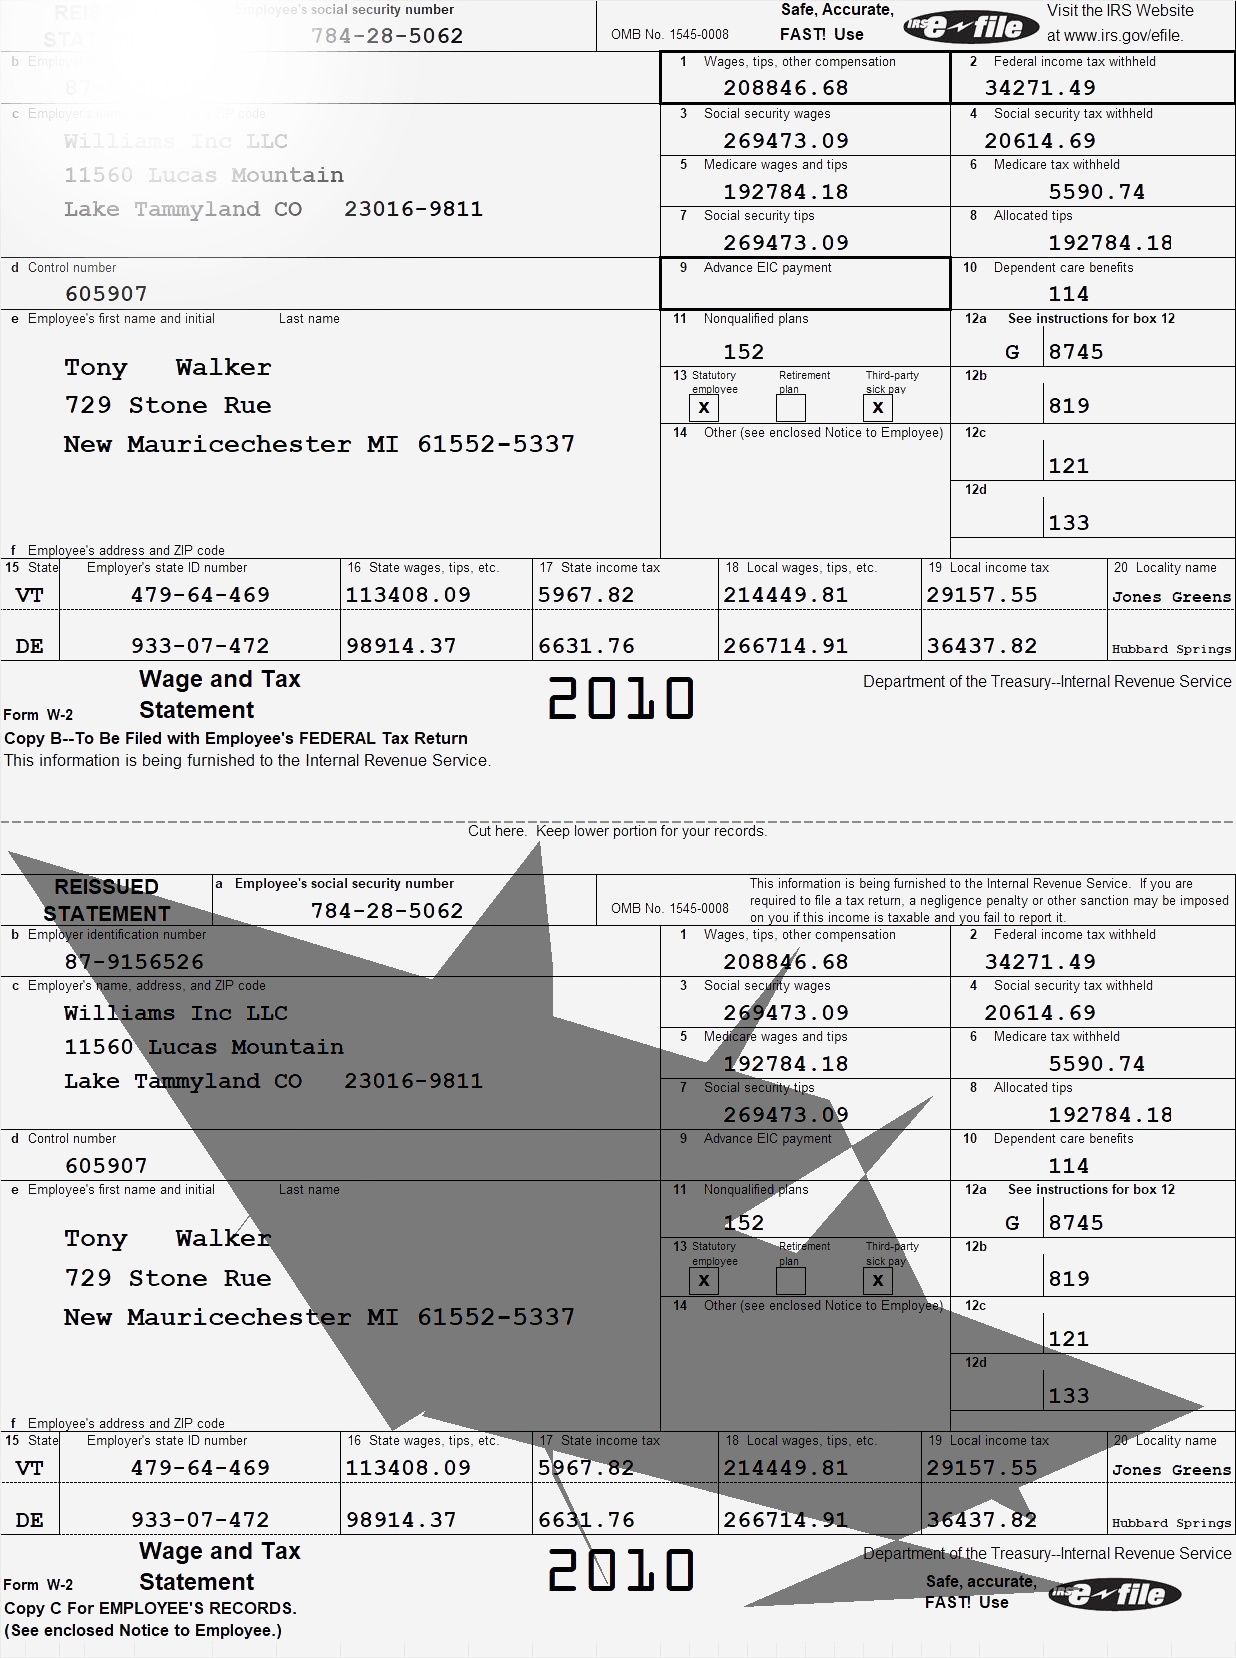 REISSUED STATEMENT Employee's social security number Safe, Accurate, IRS e-file Visit the IRS Website
784-28-5062 OMB No. 1545-0008 FAST! Use at www.irs.gov/efile.
b Employer 1 Wages, tips, other compensation 2 Federal income tax withheld
87 208846.68 34271.49
c Employer's ZIP code 3 Social security wages 4 Social security tax withheld
Williams Inc LLC 269473.09 20614.69
5 Medicare wages and tips 6 Medicare tax withheld
11560 Lucas Mountain 192784.18 5590.74
Lake Tammyland CO 23016-9811 7 Social security tips 8 Allocated tips
269473.09 192784.18
d Control number 9 Advance EIC payment 10 Dependent care benefits
605907 114
e Employee's first name and initial Last name 11 Nonqualified plans 12a See instructions for box 12
152 G 8745
Tony Walker 13 Statutory employee Retirement plan Third-party sick pay 12b
729 Stone Rue X X 819
New Mauricechester MI 61552-5337 14 Other (see enclosed Notice to Employee) 12c
121
12d
133
f Employee's address and ZIP code
15 State Employer's state ID number 16 State wages, tips, etc. 17 State income tax 18 Local wages, tips, etc. 19 Local income tax 20 Locality name
VT 479-64-469 113408.09 5967.82 214449.81 29157.55 Jones Greens
DE 933-07-472 98914.37 6631.76 266714.91 36437.82 Hubbard Springs
Wage and Tax
Form W-2 Statement 2010 Department of the Treasury--Internal Revenue Service
Copy B--To Be Filed with Employee's FEDERAL Tax Return
This information is being furnished to the Internal Revenue Service.
Cut here. Keep lower portion for your records.
REISSUED STATEMENT a Employee's social security number This information is being furnished to the Internal Revenue Service. If you are
784-28-5062 OMB No. 1545-0008 required to file a tax return, a negligence penalty or other sanction may be imposed
on you if this income is taxable and you fail to report it.
b Employer identification number 1 Wages, tips, other compensation 2 Federal income tax withheld
87-9156526 208846.68 34271.49
c Employer's name, address, and ZIP code 3 Social security wages 4 Social security tax withheld
Williams Inc LLC 269473.09 20614.69
5 Medicare wages and tips 6 Medicare tax withheld
11560 Lucas Mountain 192784.18 5590.74
Lake Tammyland CO 23016-9811 7 Social security tips 8 Allocated tips
269473.09 192784.18
d Control number 9 Advance EIC payment 10 Dependent care benefits
605907 114
e Employee's first name and initial Last name 11 Nonqualified plans 12a See instructions for box 12
152 G 8745
Tony Walker 13 Statutory employee Retirement plan Third-party sick pay 12b
729 Stone Rue X X 819
New Mauricechester MI 61552-5337 14 Other (see enclosed Notice to Employee) 12c
121
12d
133
f Employee's address and ZIP code
15 State Employer's state ID number 16 State wages, tips, etc. 17 State income tax 18 Local wages, tips, etc. 19 Local income tax 20 Locality name
VT 479-64-469 113408.09 5967.82 214449.81 29157.55 Jones Greens
DE 933-07-472 98914.37 6631.76 266714.91 36437.82 Hubbard Springs
Wage and Tax
Form W-2 Statement 2010 Department of the Treasury--Internal Revenue Service
Copy C For EMPLOYEE'S RECORDS. Safe, accurate, IRS e-file
(See enclosed Notice to Employee.) FAST! Use